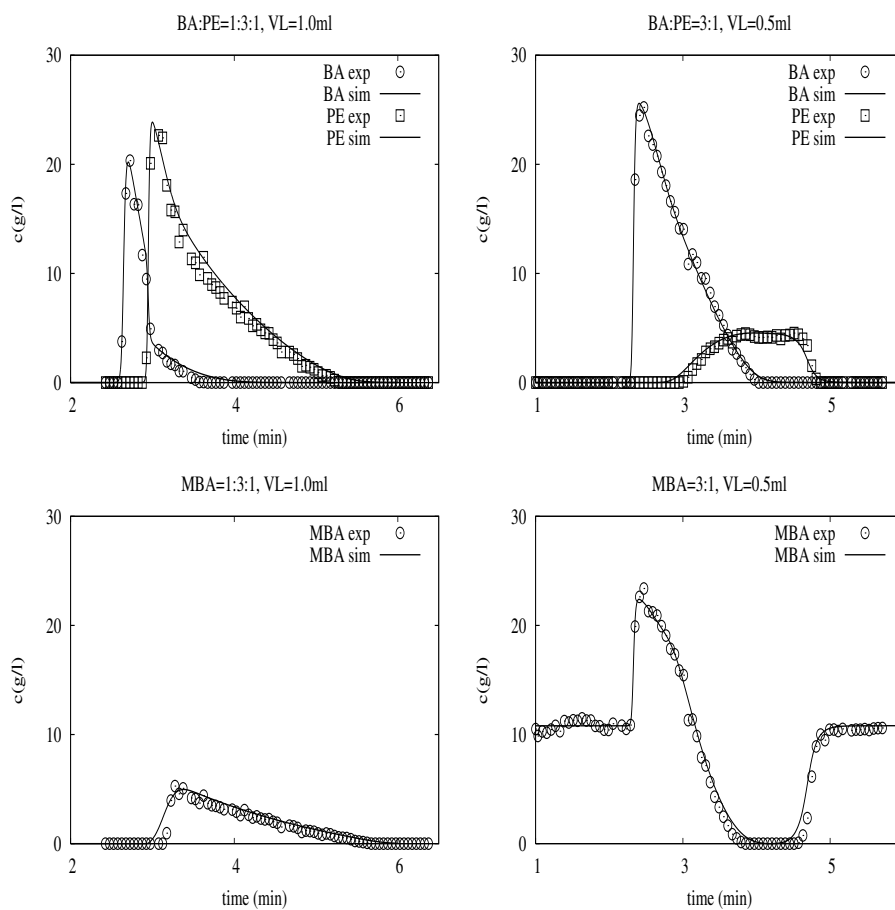 BA:PE=1:3:1, VL=1.0ml
30
20
10
0
2
4
6
c(g/l)
time (min)
BA exp
BA sim
PE exp
PE sim
BA:PE=3:1, VL=0.5ml
30
20
10
0
1
3
5
c(g/l)
time (min)
BA exp
BA sim
PE exp
PE sim
MBA=1:3:1, VL=1.0ml
30
20
10
0
2
4
6
c(g/l)
time (min)
MBA exp
MBA sim
MBA=3:1, VL=0.5ml
30
20
10
0
1
3
5
c(g/l)
time (min)
MBA exp
MBA sim